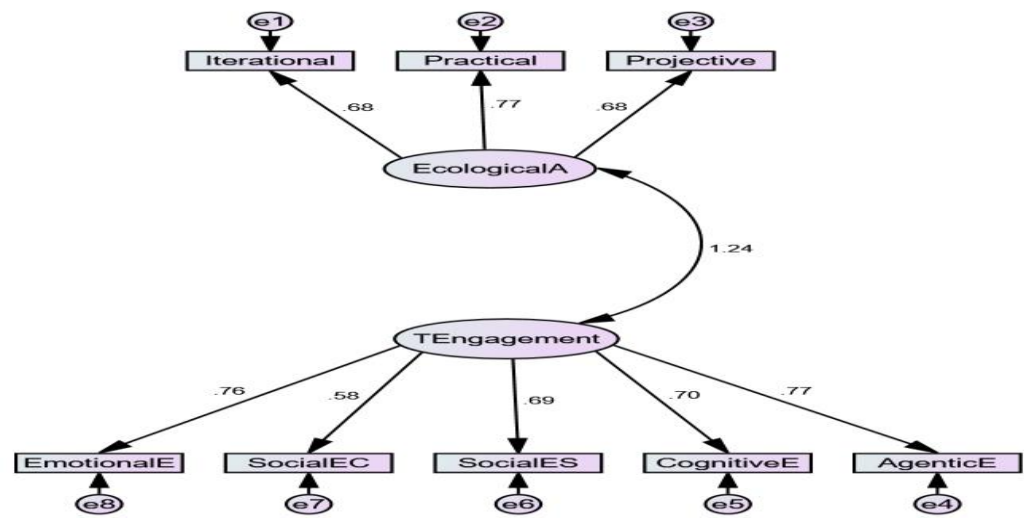 e1 e2 e3
Iterational Practical Projective
.68 .77 .68
EcologicalA
1.24
TEngagement
.76 .58 .69 .70 .77
EmotionalE SocialEC SocialES CognitiveE AgenticE
e8 e7 e6 e5 e4